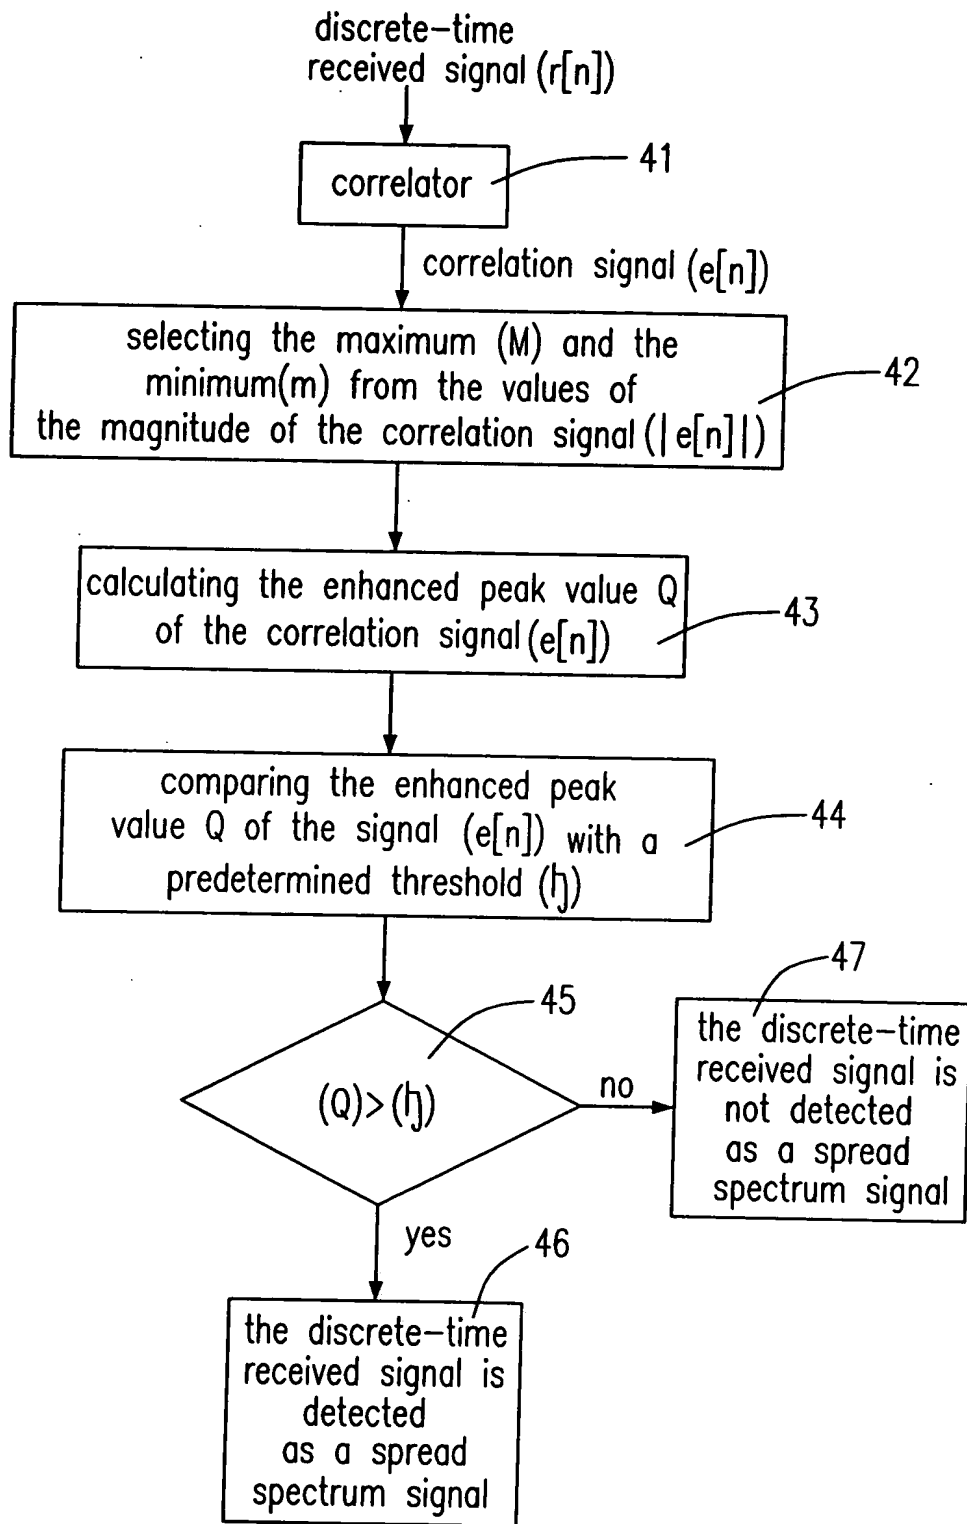 discrete-time
received signal (r[n])
41
correlator
correlation signal (e[n])
selecting the maximum (M) and the
minimum(m) from the values of
the magnitude of the correlation signal (|e[n]|)
42
calculating the enhanced peak value Q
of the correlation signal (e[n])
43
comparing the enhanced peak
value Q of the signal (e[n]) with a
predetermined threshold (ђ)
44
45
(Q)>(ђ)
no
47
the discrete-time
received signal is
not detected
as a spread
spectrum signal
yes
46
the discrete-time
received signal is
detected
as a spread
spectrum signal